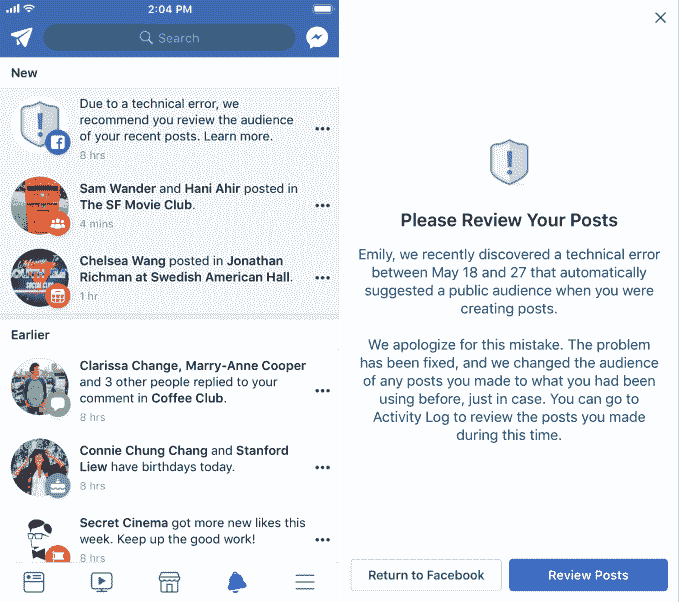 2:04 PM
Search
New
Due to a technical error, we
recommend you review the audience
of your recent posts. Learn more.
8 hrs
Sam Wander and Hani Ahir posted in
The SF Movie Club.
4 mins
Chelsea Wang posted in Jonathan
Richman at Swedish American Hall.
1 hr
Earlier
Clarissa Change, Marry-Anne Cooper
and 3 other people replied to your
comment in Coffee Club.
8 hrs
Connie Chung Chang and Stanford
Liew have birthdays today.
8 hrs
Secret Cinema got more new likes this
week. Keep up the good work!
8 hrs
Please Review Your Posts
Emily, we recently discovered a technical error
between May 18 and 27 that automatically
suggested a public audience when you were
creating posts.
We apologize for this mistake. The problem
has been fixed, and we changed the audience
of any posts you made to what you had been
using before, just in case. You can go to
Activity Log to review the posts you made
during this time.
Return to Facebook
Review Posts